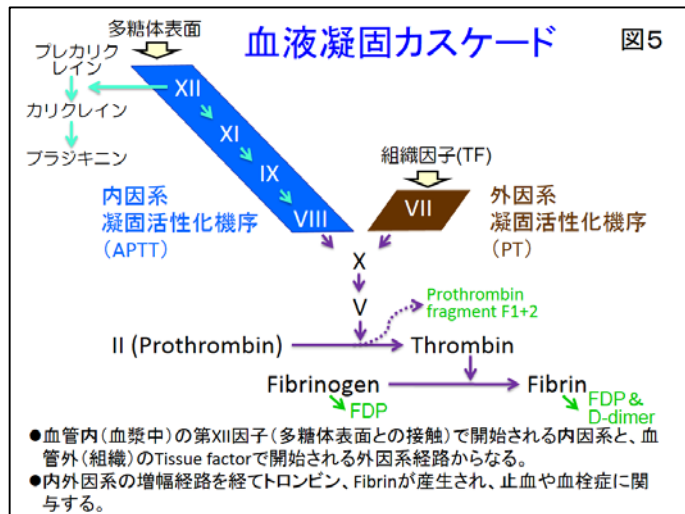 多糖体表面
血液凝固カスケード
図5
プレカリク
レイン
XII
カリクレイン
XI
ブラジキニン
IX
組織因子(TF)
内因系
凝固活性化機序
(APTT)
VIII
VII
外因系
凝固活性化機序
(PT)
X
V
Prothrombin
fragment F1+2
II (Prothrombin)
Thrombin
Fibrinogen
Fibrin
FDP
FDP &
D-dimer
●血管内(血漿中)の第XII因子(多糖体表面との接触)で開始される内因系と、血
管外(組織)のTissue factorで開始される外因系経路からなる。
●内外因系の増幅経路を経てトロンビン、Fibrinが産生され、止血や血栓症に関
与する。